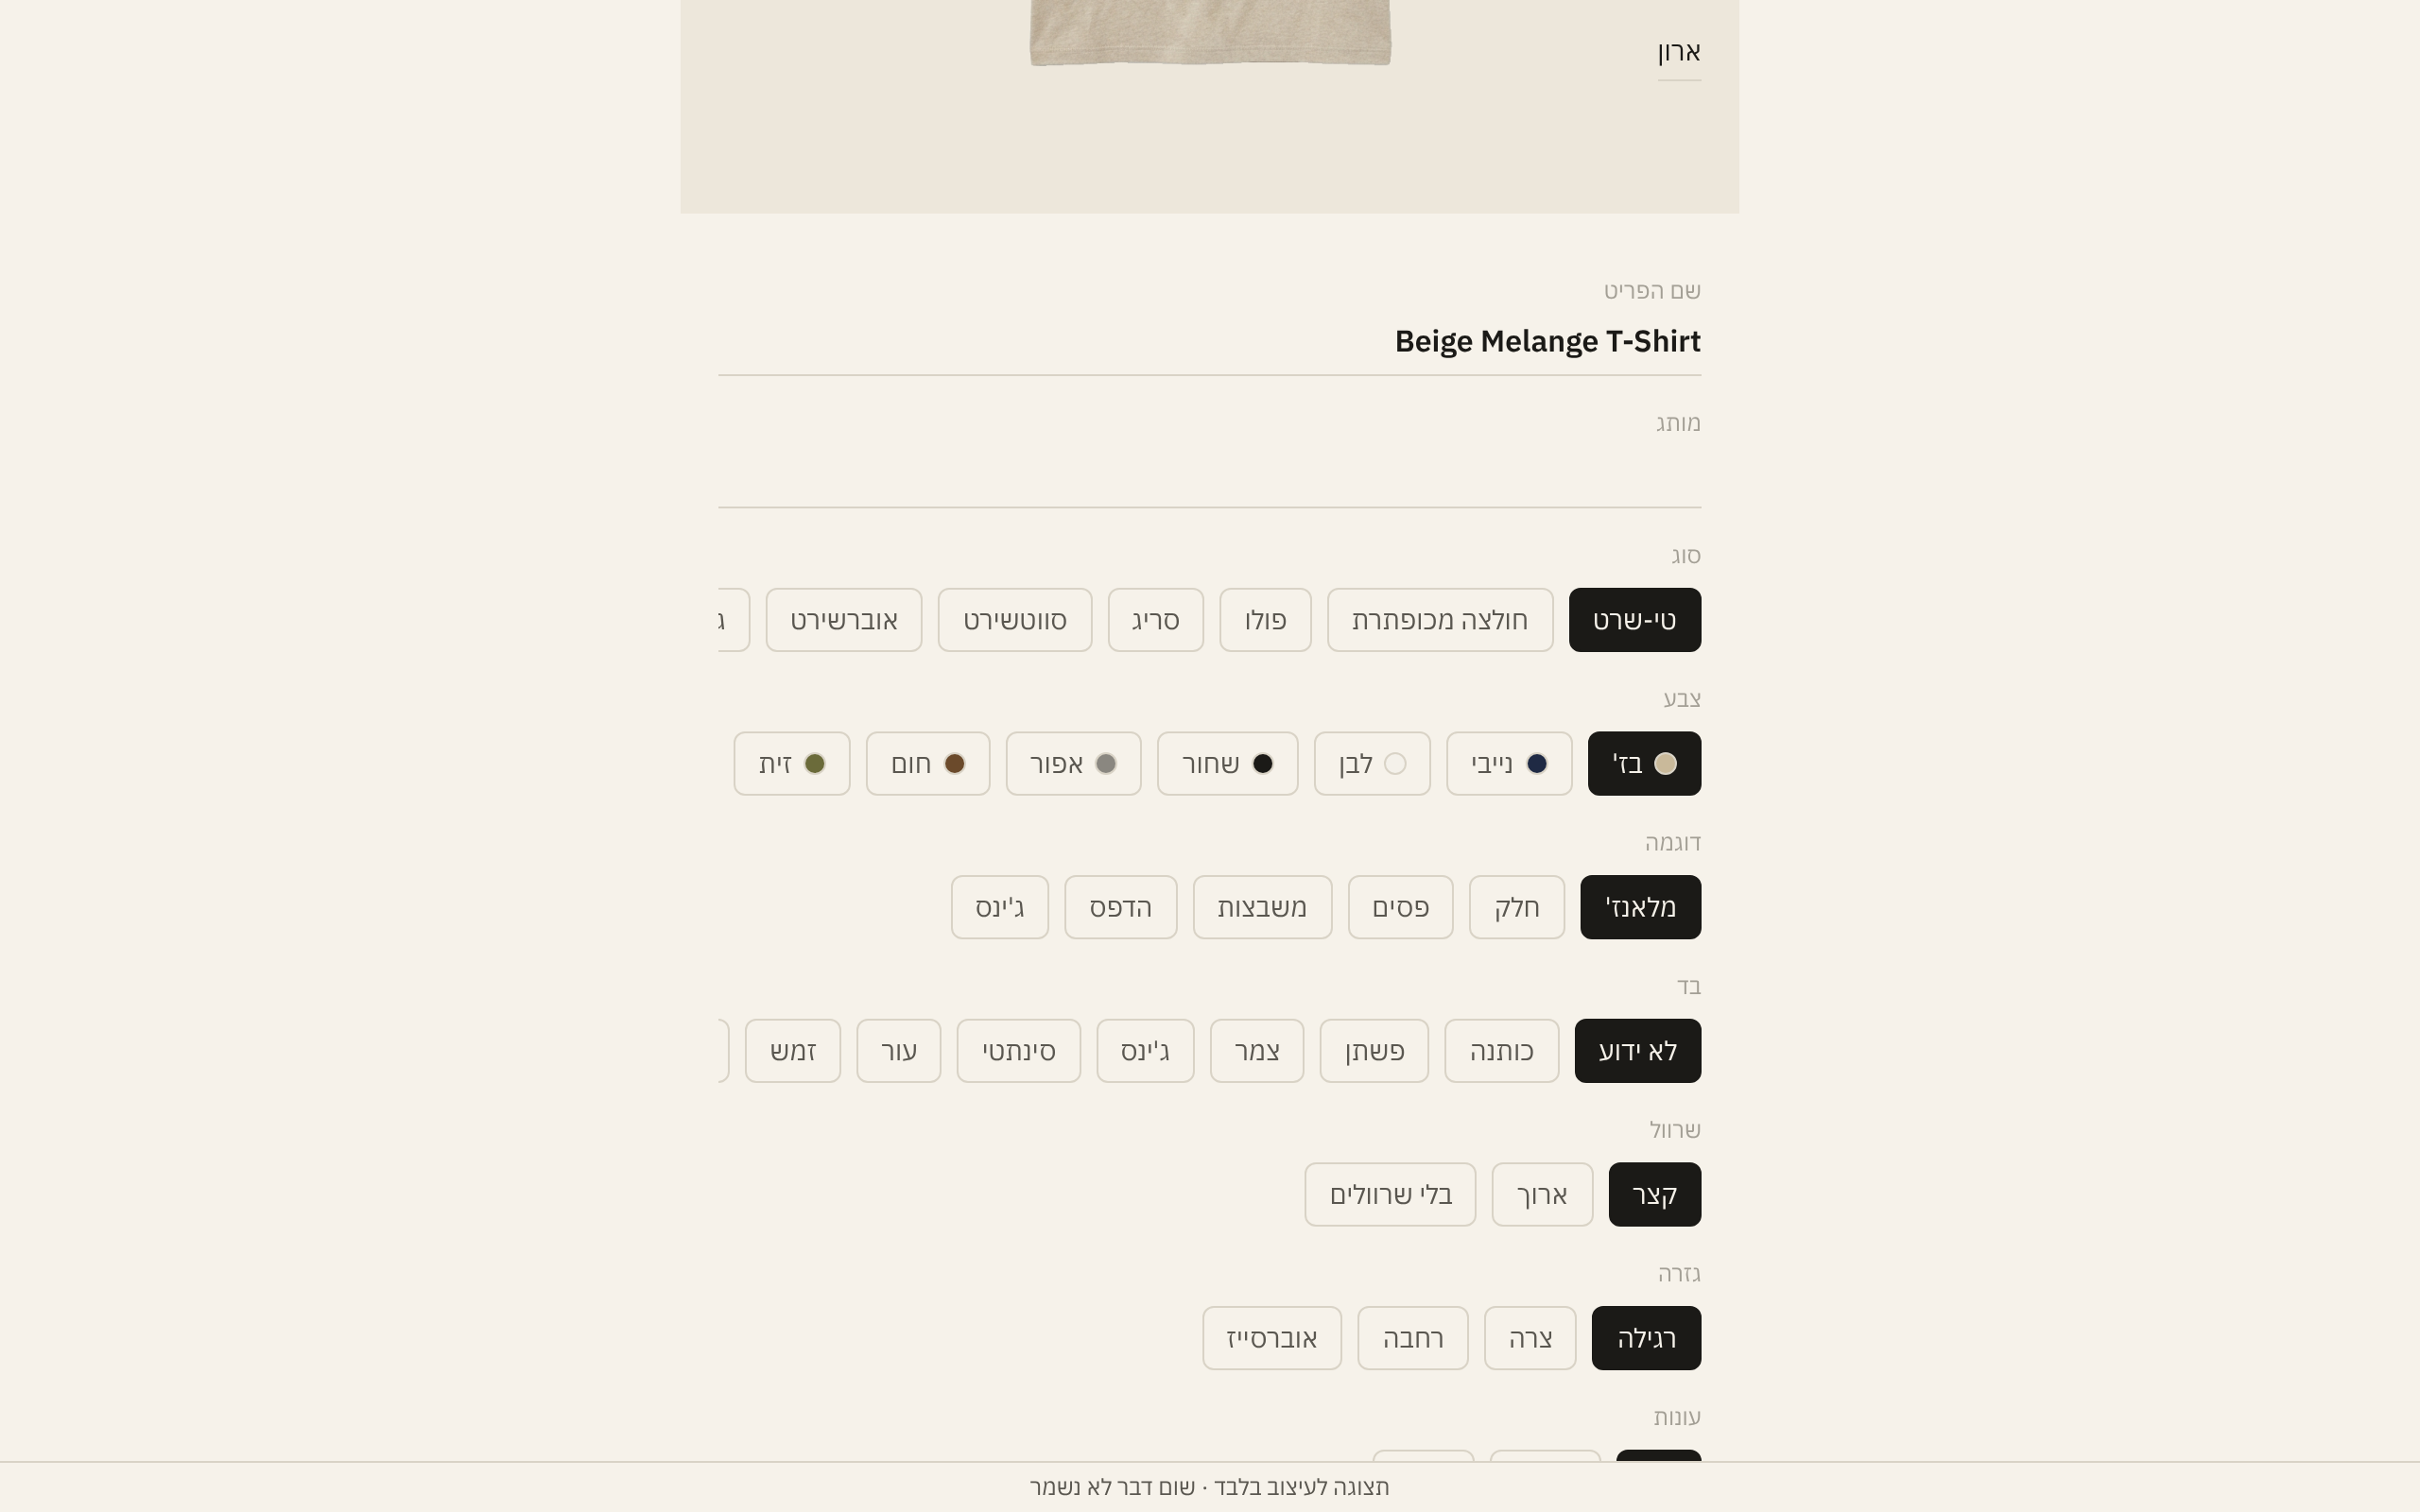 ארון
שם הפריט
Beige Melange T-Shirt
מותג
סוג
טי-שרט חולצה מכופתרת פולו סריג סווטשירט אוברשירט ג
צבע
בז' נייבי לבן שחור אפור חום זית
דוגמה
מלאנז' חלק פסים משבצות הדפס ג'ינס
בד
לא ידוע כותנה פשתן צמר ג'ינס סינתטי עור זמש
שרוול
קצר ארוך בלי שרוולים
גזרה
רגילה צרה רחבה אוברסייז
עונות
תצוגה לעיצוב בלבד · שום דבר לא נשמר